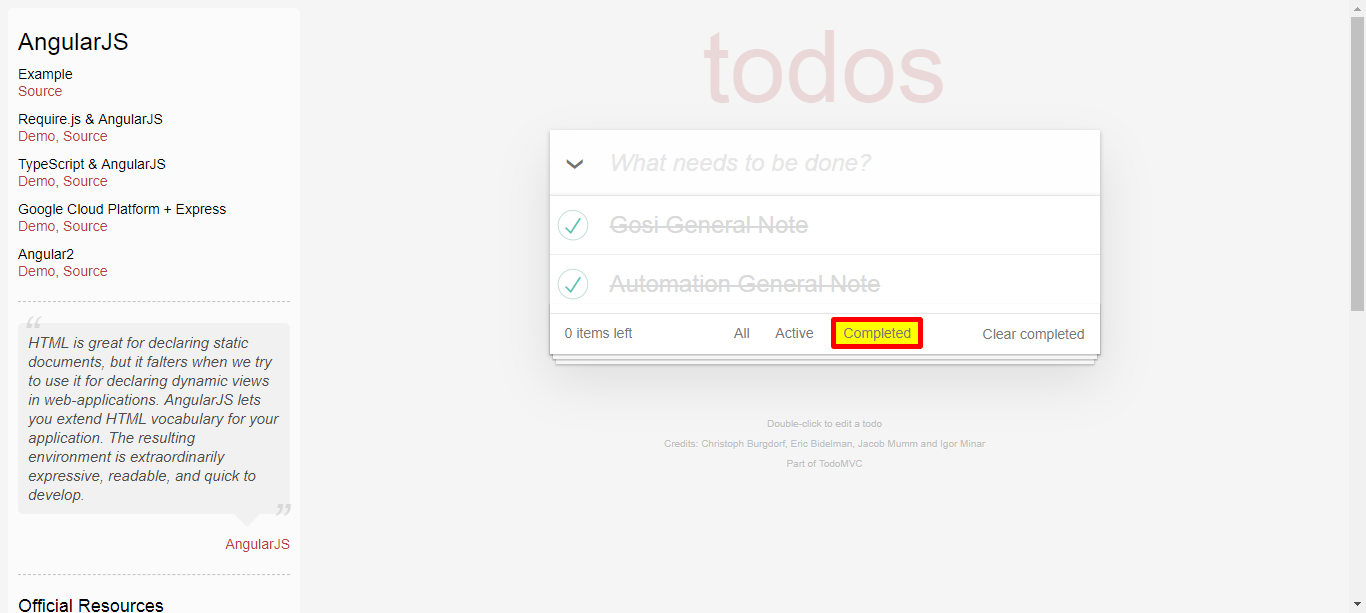 AngularJS
Example
Source
Require.js & AngularJS
Demo, Source
TypeScript & AngularJS
Demo, Source
Google Cloud Platform + Express
Demo, Source
Angular2
Demo, Source
“
HTML is great for declaring static
documents, but it falters when we try
to use it for declaring dynamic views
in web-applications. AngularJS lets
you extend HTML vocabulary for your
application. The resulting
environment is extraordinarily
expressive, readable, and quick to
develop.
”
AngularJS
Official Resources
todos
What needs to be done?
Gosi General Note
Automation General Note
0 items left All Active Completed Clear completed
Double-click to edit a todo
Credits: Christoph Burgdorf, Eric Bidelman, Jacob Mumm and Igor Minar
Part of TodoMVC